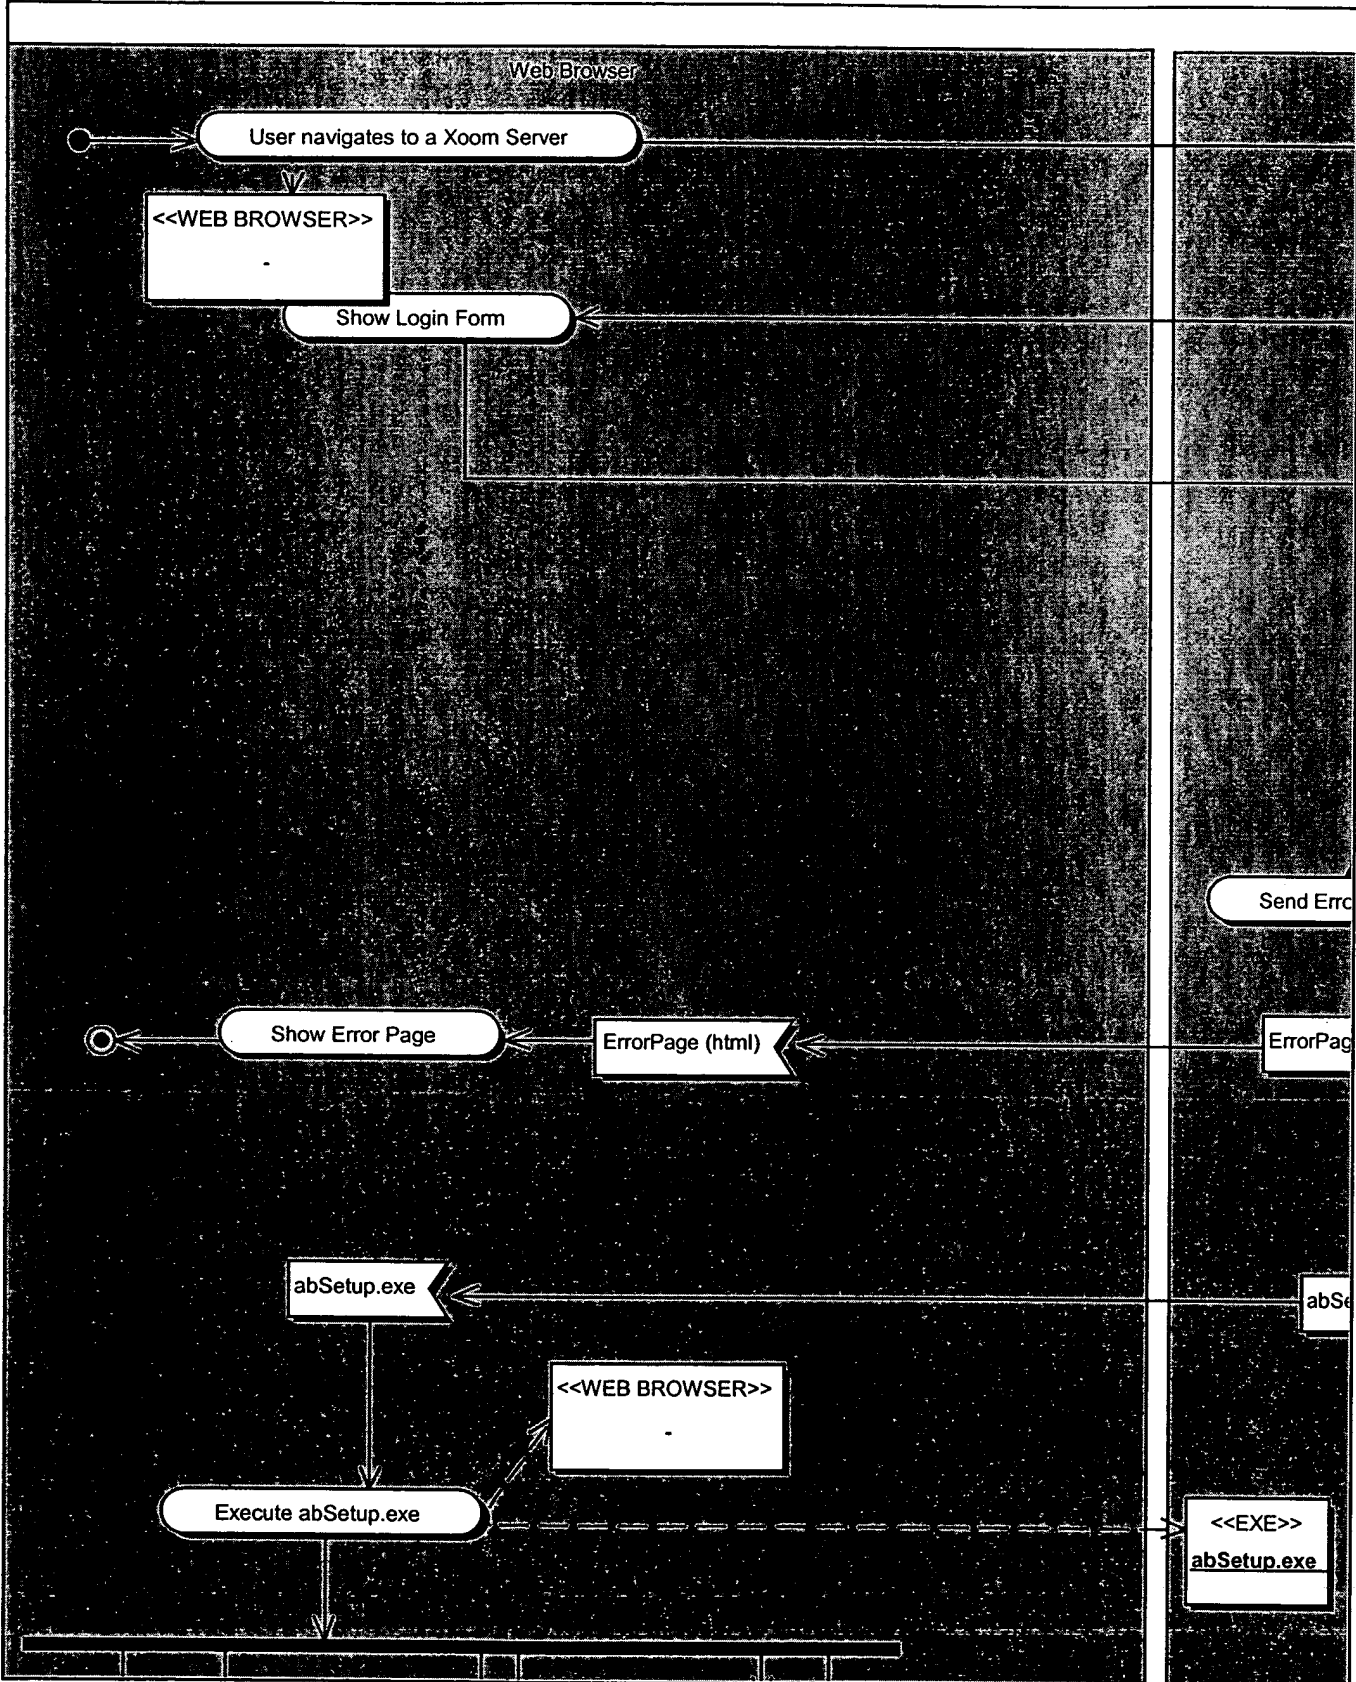 Web Browser
User navigates to a Xoom Server
<<WEB BROWSER>>
-
Show Login Form
Send Erro
Show Error Page
ErrorPage (html)
ErrorPag
abSetup.exe
abSe
<<WEB BROWSER>>
-
Execute abSetup.exe
<<EXE>>
abSetup.exe